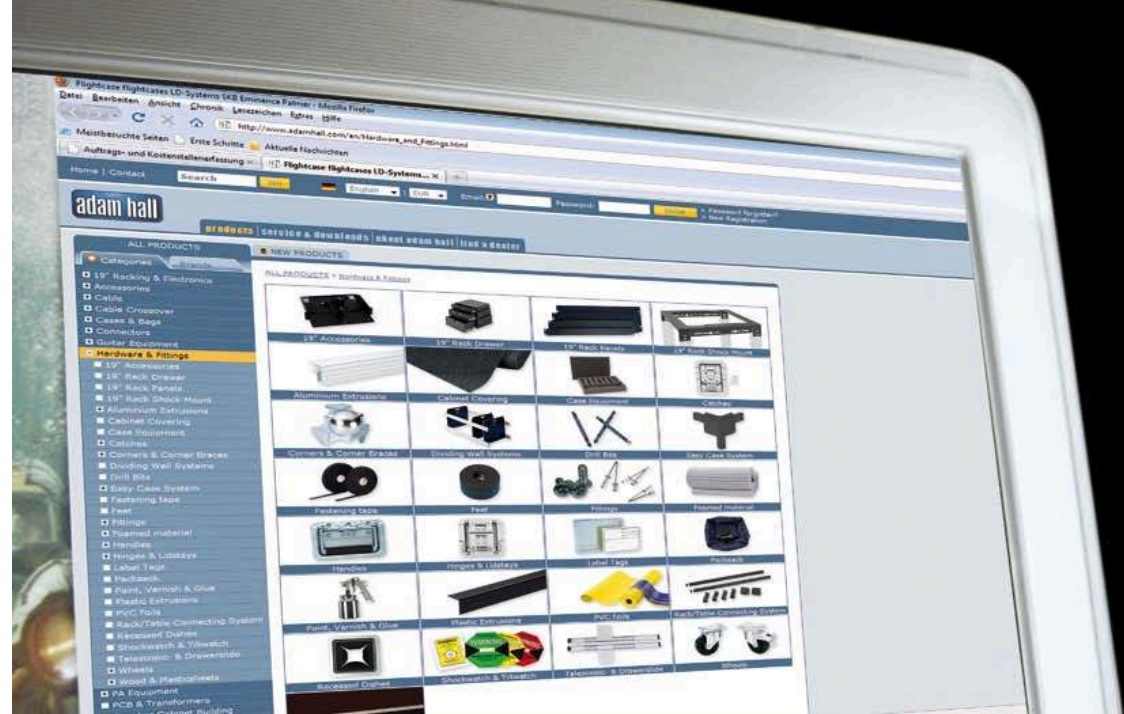 Flightcase flightcases LD-Systems SKB Eminence Palmer - Mozilla Firefox
Datei Bearbeiten Ansicht Chronik Lesezeichen Extras Hilfe
http://www.adamhall.com/en/Hardware_and_Fittings.html
Meistbesuchte Seiten Erste Schritte Aktuelle Nachrichten
Auftrags- und Kostenstellenerfassung Flightcase flightcases LD-Systems...
Home | Contact Search English EUR Email: Password: > Password forgotten?
> New Registration
adam hall
products | service & downloads | about adam hall | find a dealer
ALL PRODUCTS
NEW PRODUCTS
Categories Brands
ALL PRODUCTS > Hardware & Fittings
19" Racking & Electronics
Accessories
Cable
Cable Crossover
Cases & Bags
Connectors
Guitar Equipment
Hardware & Fittings
19" Accessories
19" Rack Drawer
19" Rack Panels
19" Rack Shock Mount
Aluminium Extrusions
Cabinet Covering
Case Equipment
Catches
Corners & Corner Braces
Dividing Wall Systems
Drill Bits
Easy Case System
Fastening tape
Feet
Fittings
Foamed material
Handles
Hinges & Lidstays
Label Tags
Packsack
Paint, Varnish & Glue
Plastic Extrusions
PVC Foils
Rack/Table Connecting System
Recessed Dishes
Shockwatch & Tiltwatch
Telescopic- & Drawerslide
Wheels
Wood & Plasticsheets
PA Equipment
PCB & Transformers
Cabinet Building
19" Accessories 19" Rack Drawer 19" Rack Panels 19" Rack Shock Mount
Aluminium Extrusions Cabinet Covering Case Equipment Catches
Corners & Corner Braces Dividing Wall Systems Drill Bits Easy Case System
Fastening tape Feet Fittings Foamed material
Handles Hinges & Lidstays Label Tags Packsack
Paint, Varnish & Glue Plastic Extrusions PVC Foils Rack/Table Connecting System
Recessed Dishes Shockwatch & Tiltwatch Telescopic- & Drawerslide Wheels